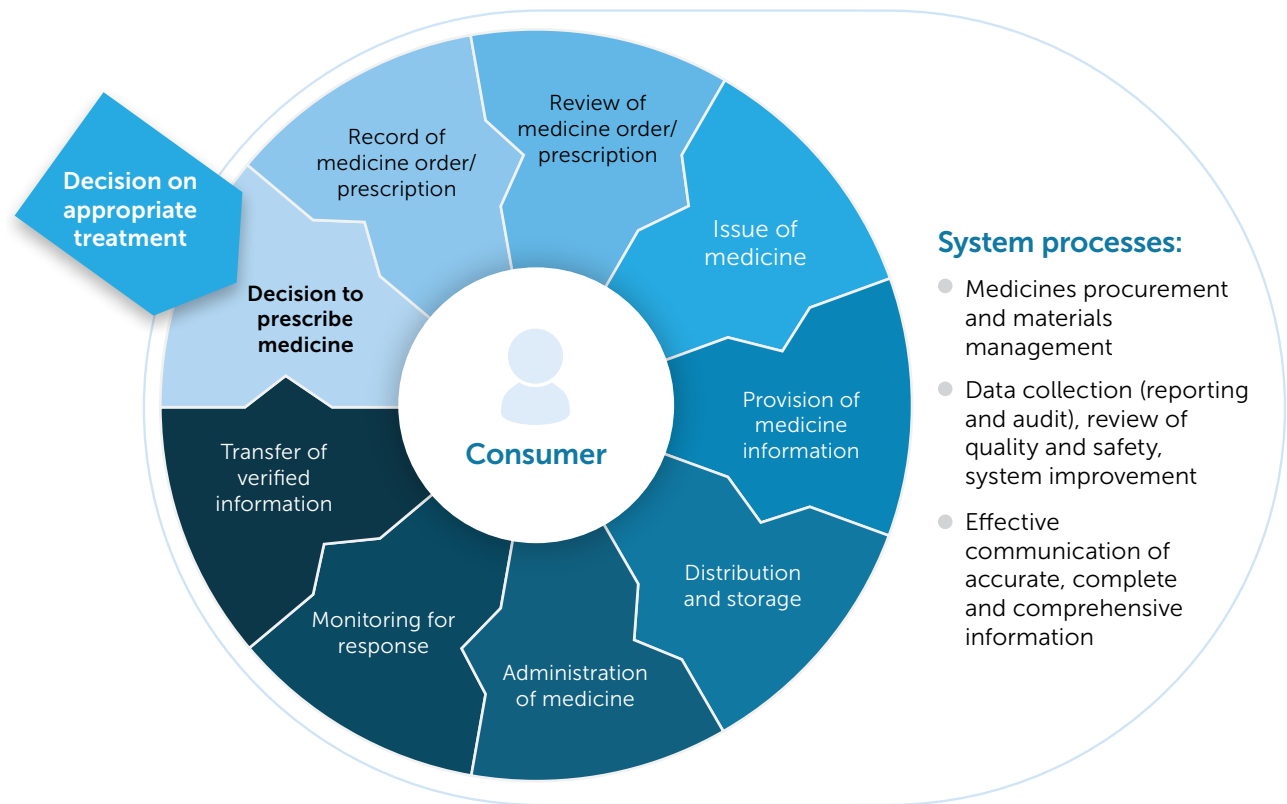 Decision on
appropriate
treatment
Decision to
prescribe
medicine
Record of
medicine order/
prescription
Review of
medicine order/
prescription
Issue of
medicine
Provision of
medicine
information
Distribution
and storage
Administration
of medicine
Monitoring for
response
Transfer of
verified
information
Consumer
System processes:
Medicines procurement
and materials
management
Data collection (reporting
and audit), review of
quality and safety,
system improvement
Effective
communication of
accurate, complete
and comprehensive
information